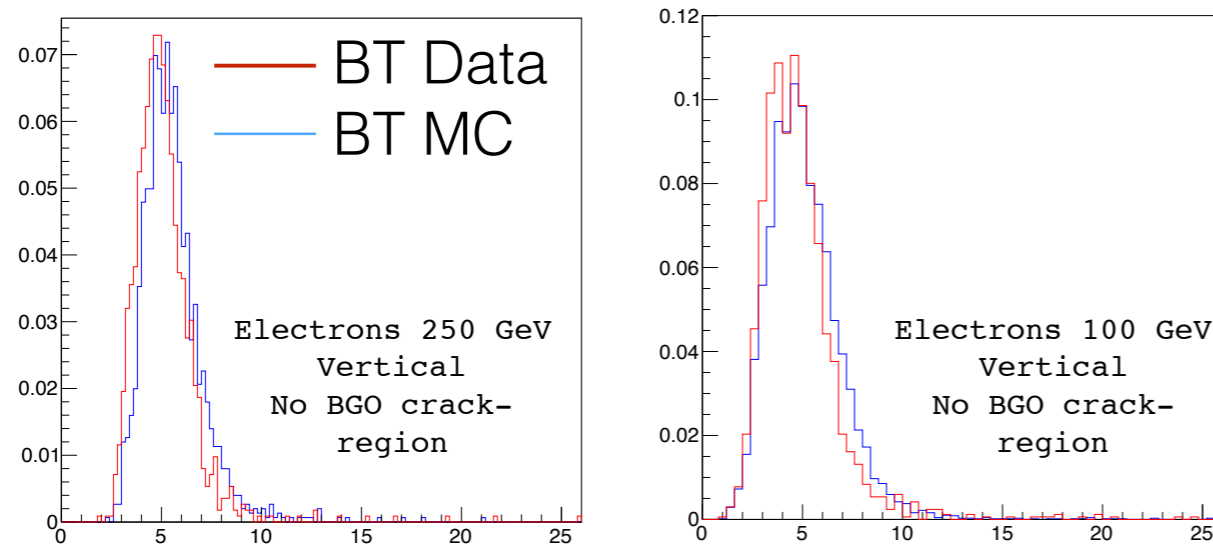 0.07
0.06
0.05
0.04
0.03
0.02
0.01
0
0 5 10 15 20 25
BT Data
BT MC
Electrons 250 GeV
Vertical
No BGO crack-
region
0.12
0.1
0.08
0.06
0.04
0.02
0
0 5 10 15 20 25
Electrons 100 GeV
Vertical
No BGO crack-
region